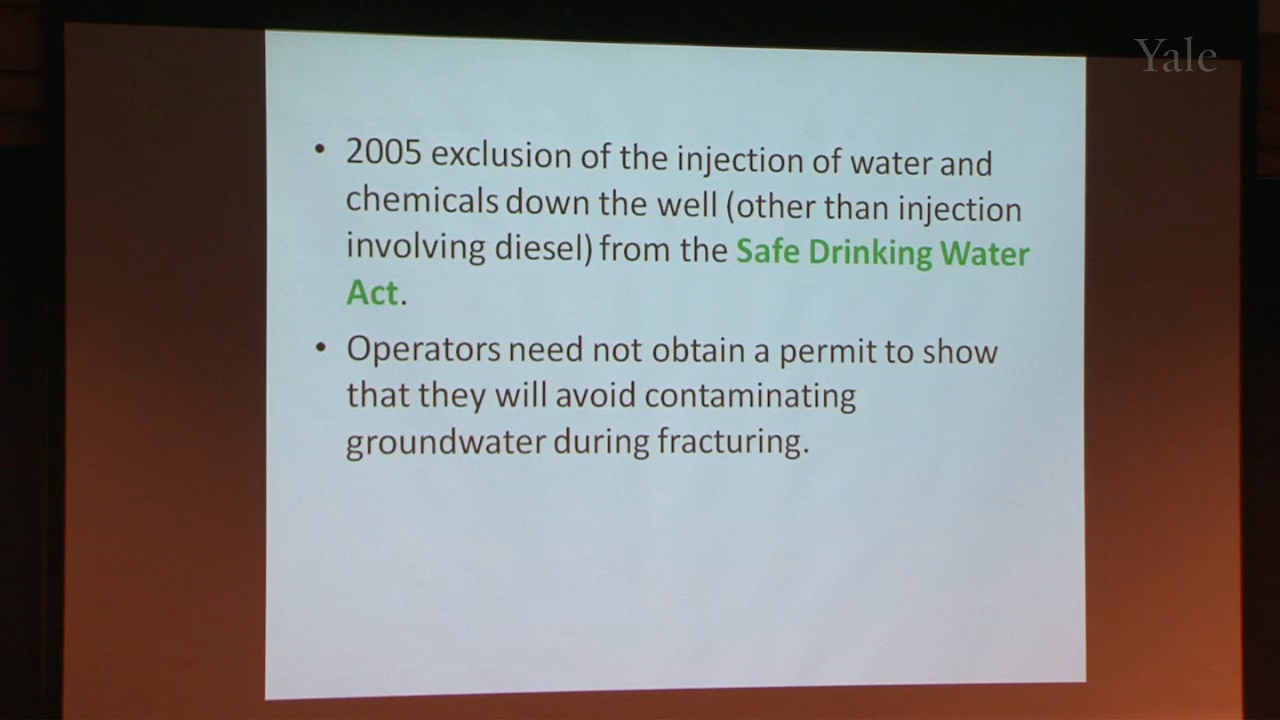 Yale
• 2005 exclusion of the injection of water and
chemicals down the well (other than injection
involving diesel) from the Safe Drinking Water
Act.
• Operators need not obtain a permit to show
that they will avoid contaminating
groundwater during fracturing.